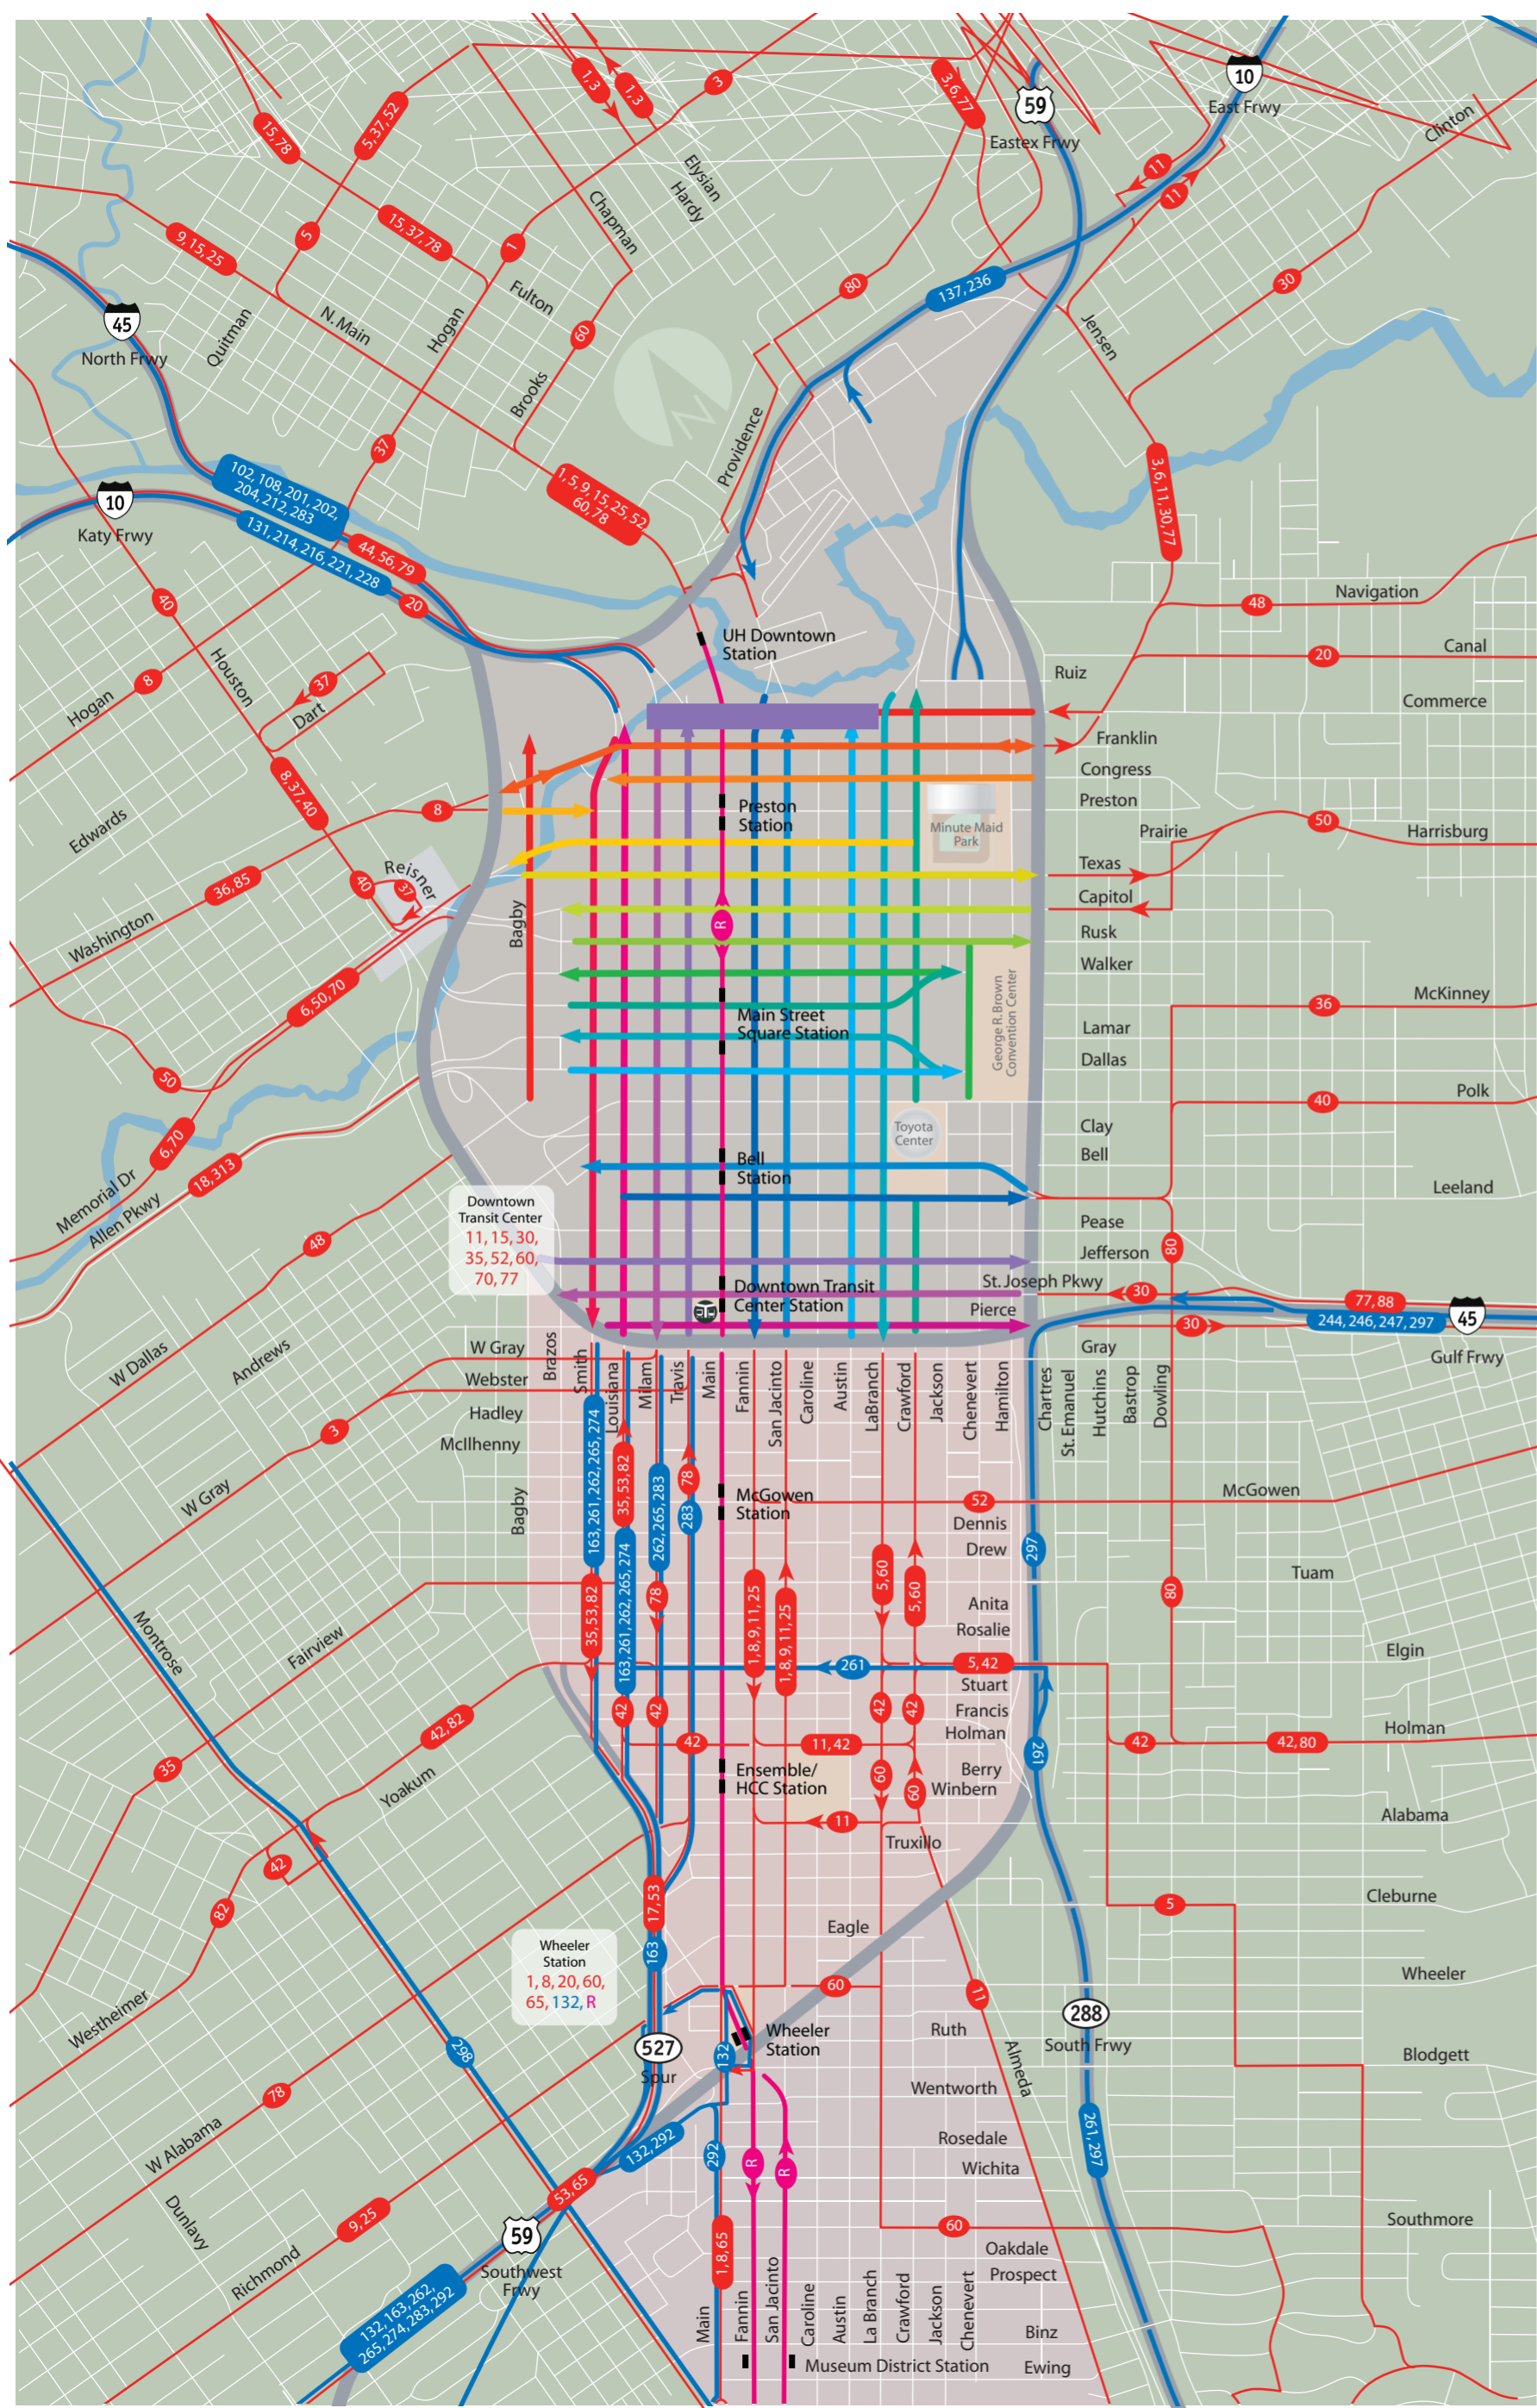 15,78
5,37,52
1,3
1,3
3
3,6,77
59
Eastex Frwy
10
East Frwy
Clinton
11
11
Elysian
Hardy
Chapman
9,15,25
5
15,37,78
1
Fulton
80
137,236
30
45
North Frwy
Quitman
N. Main
Hogan
60
Brooks
Jensen
N
Providence
37
10
Katy Frwy
102,108,201,202,
204,212,283
131,214,216,221,228
44,56,79
20
1,5,9,15,25,52
60,78
3,6,11,30,77
40
48
Navigation
UH Downtown
Station
20
Canal
Ruiz
Hogan
8
Houston
37
Dart
Commerce
Franklin
Congress
8,37,40
8
Preston
Station
Preston
Minute Maid
Park
Prairie
50
Harrisburg
Edwards
Reisner
40
37
Texas
36,85
Capitol
Washington
Bagby
R
Rusk
Walker
6,50,70
George R. Brown
Convention Center
36
McKinney
Main Street
Square Station
Lamar
Dallas
50
40
Polk
Toyota
Center
Clay
Bell
Bell
Station
6,70
18,313
Memorial Dr
Allen Pkwy
Leeland
Downtown
Transit Center
11, 15, 30,
35, 52, 60,
70, 77
48
Pease
Jefferson
80
Downtown Transit
Center Station
St. Joseph Pkwy
30
Pierce
77,88
30
244, 246, 247, 297
45
Gulf Frwy
W Dallas
Andrews
W Gray
Webster
Hadley
McIlhenny
Brazos
Smith
Louisiana
Milam
Travis
Main
Fannin
San Jacinto
Caroline
Austin
LaBranch
Crawford
Jackson
Chenevert
Hamilton
Chartres
St. Emanuel
Hutchins
Bastrop
Dowling
Gray
3
W Gray
Bagby
163, 261, 262, 265, 274
35, 53, 82
262, 265, 283
78
283
McGowen
Station
52
McGowen
Dennis
Drew
297
Tuam
80
35, 53, 82
163, 261, 262, 265, 274
78
1, 8, 9, 11, 25
1, 8, 9, 11, 25
5,60
5,60
Anita
Rosalie
Montrose
Fairview
261
5, 42
Elgin
Stuart
Francis
Holman
42
42
42
42
42
11, 42
261
42
42, 80
Holman
42,82
35
Yoakum
Ensemble/
HCC Station
60
60
Berry
Winbern
11
Alabama
Truxillo
42
82
17,53
163
5
Cleburne
Eagle
Wheeler
Station
1, 8, 20, 60,
65, 132, R
60
11
Wheeler
288
South Frwy
Westheimer
298
527
Spur
Wheeler
Station
132
Ruth
Almeda
Blodgett
78
W Alabama
Wentworth
132,292
292
R
R
Rosedale
Wichita
261,297
53,65
Dunlavy
9,25
Richmond
59
Southwest
Frwy
1,8,65
60
Southmore
Oakdale
Prospect
132,163,262,
265,274,283,292
Main
Fannin
San Jacinto
Caroline
Austin
La Branch
Crawford
Jackson
Chenevert
Binz
Museum District Station
Ewing